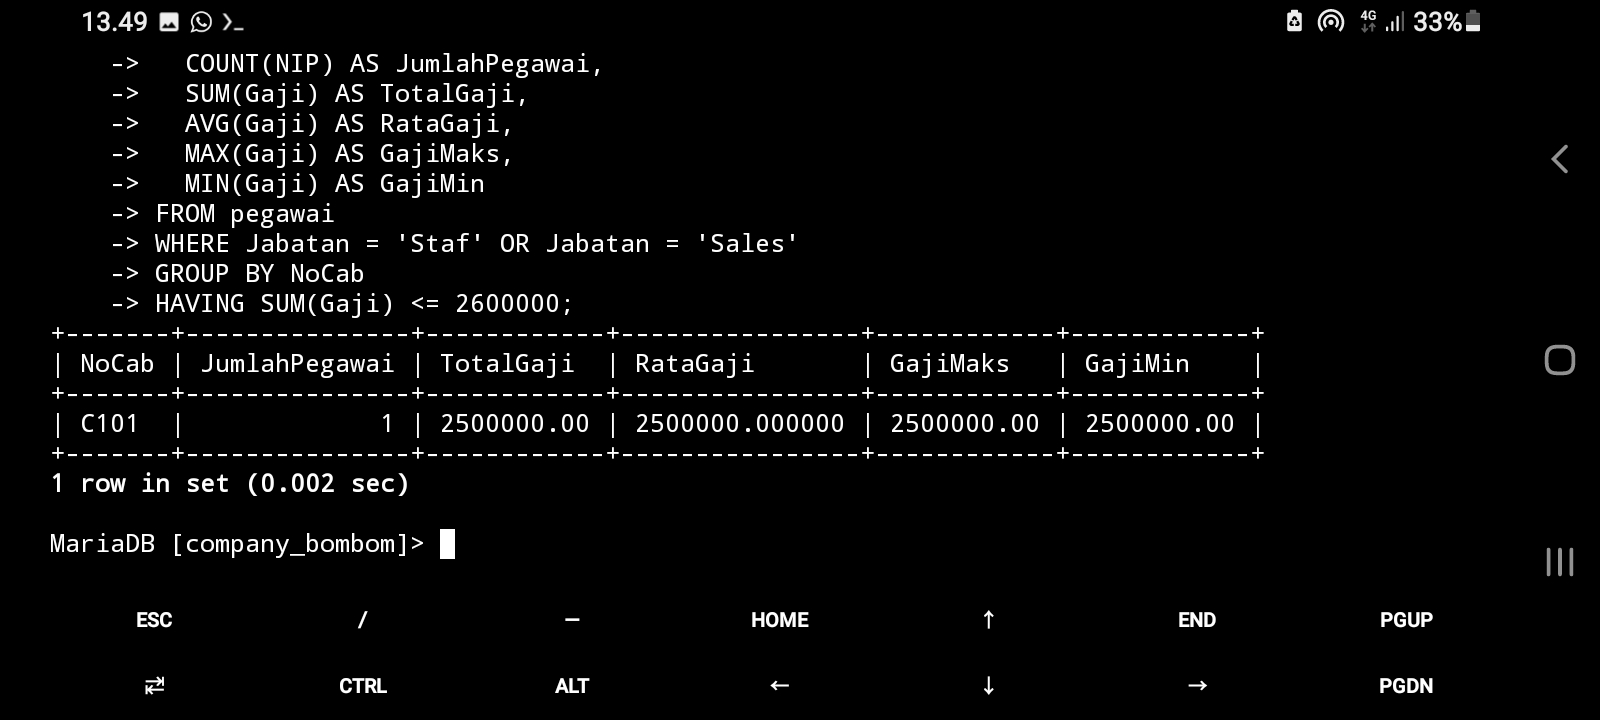 13.49 4G 33%
->   COUNT(NIP) AS JumlahPegawai,
->   SUM(Gaji) AS TotalGaji,
->   AVG(Gaji) AS RataGaji,
->   MAX(Gaji) AS GajiMaks,
->   MIN(Gaji) AS GajiMin
-> FROM pegawai
-> WHERE Jabatan = 'Staf' OR Jabatan = 'Sales'
-> GROUP BY NoCab
-> HAVING SUM(Gaji) <= 2600000;
+-------+---------------+------------+----------------+------------+------------+
| NoCab | JumlahPegawai | TotalGaji  | RataGaji       | GajiMaks   | GajiMin    |
+-------+---------------+------------+----------------+------------+------------+
| C101  |             1 | 2500000.00 | 2500000.000000 | 2500000.00 | 2500000.00 |
+-------+---------------+------------+----------------+------------+------------+
1 row in set (0.002 sec)
MariaDB [company_bombom]>
ESC / — HOME ↑ END PGUP
⇄ CTRL ALT ← ↓ → PGDN